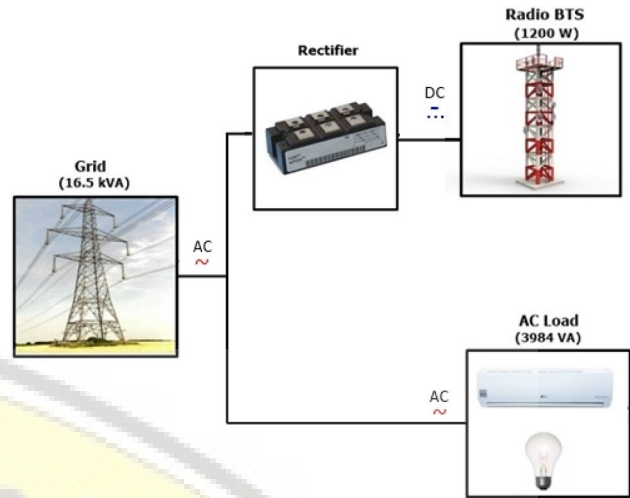 Radio BTS
(1200 W)
Rectifier
DC
Grid
(16.5 kVA)
AC
~
AC Load
(3984 VA)
AC
~